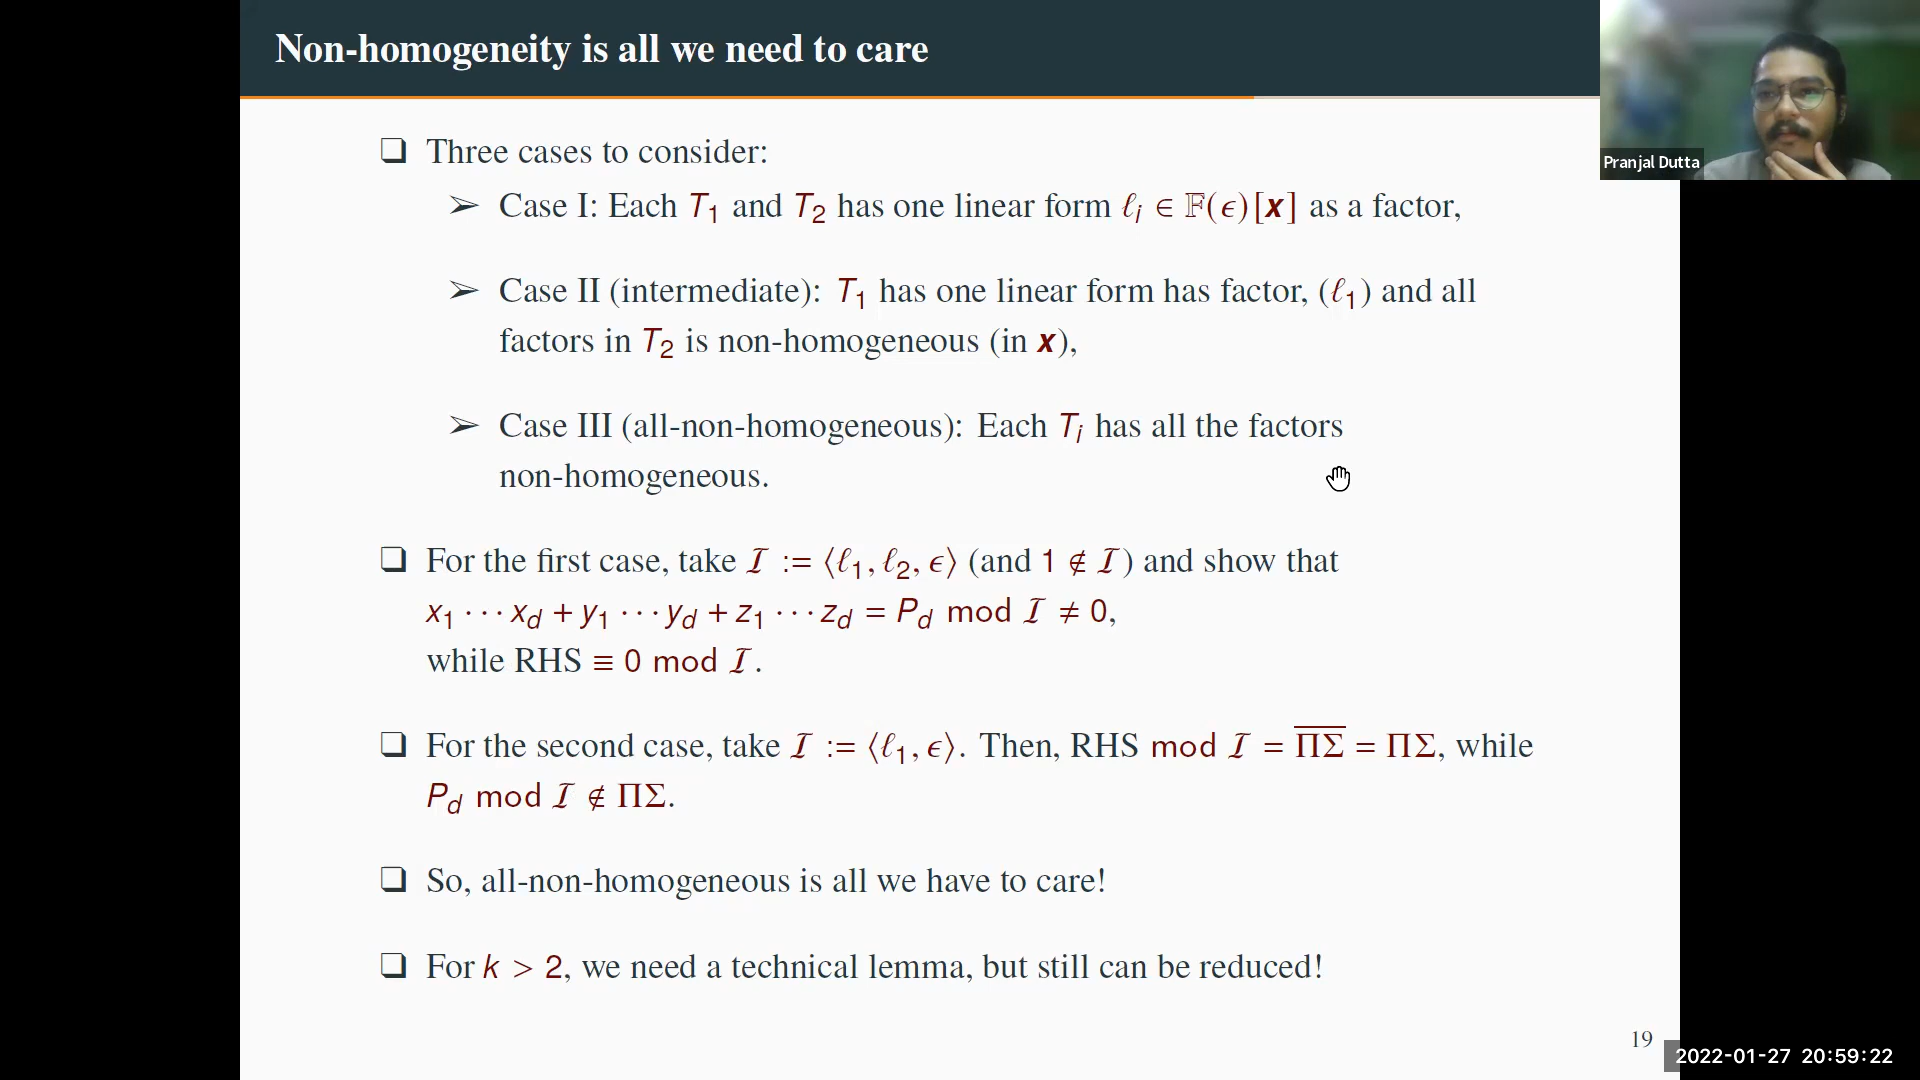 Non-homogeneity is all we need to care
Pranjal Dutta
❑ Three cases to consider:
➢ Case I: Each T₁ and T₂ has one linear form ℓᵢ ∈ 𝔽(ϵ)[x] as a factor,
➢ Case II (intermediate): T₁ has one linear form has factor, (ℓ₁) and all
factors in T₂ is non-homogeneous (in x),
➢ Case III (all-non-homogeneous): Each Tᵢ has all the factors
non-homogeneous.
❑ For the first case, take ℐ := ⟨ℓ₁, ℓ₂, ϵ⟩ (and 1 ∉ ℐ) and show that
x₁ ··· x_d + y₁ ··· y_d + z₁ ··· z_d = P_d mod ℐ ≠ 0,
while RHS ≡ 0 mod ℐ.
❑ For the second case, take ℐ := ⟨ℓ₁, ϵ⟩. Then, RHS mod ℐ = \overline{ΠΣ} = ΠΣ, while
P_d mod ℐ ∉ ΠΣ.
❑ So, all-non-homogeneous is all we have to care!
❑ For k > 2, we need a technical lemma, but still can be reduced!
19
2022-01-27 20:59:22